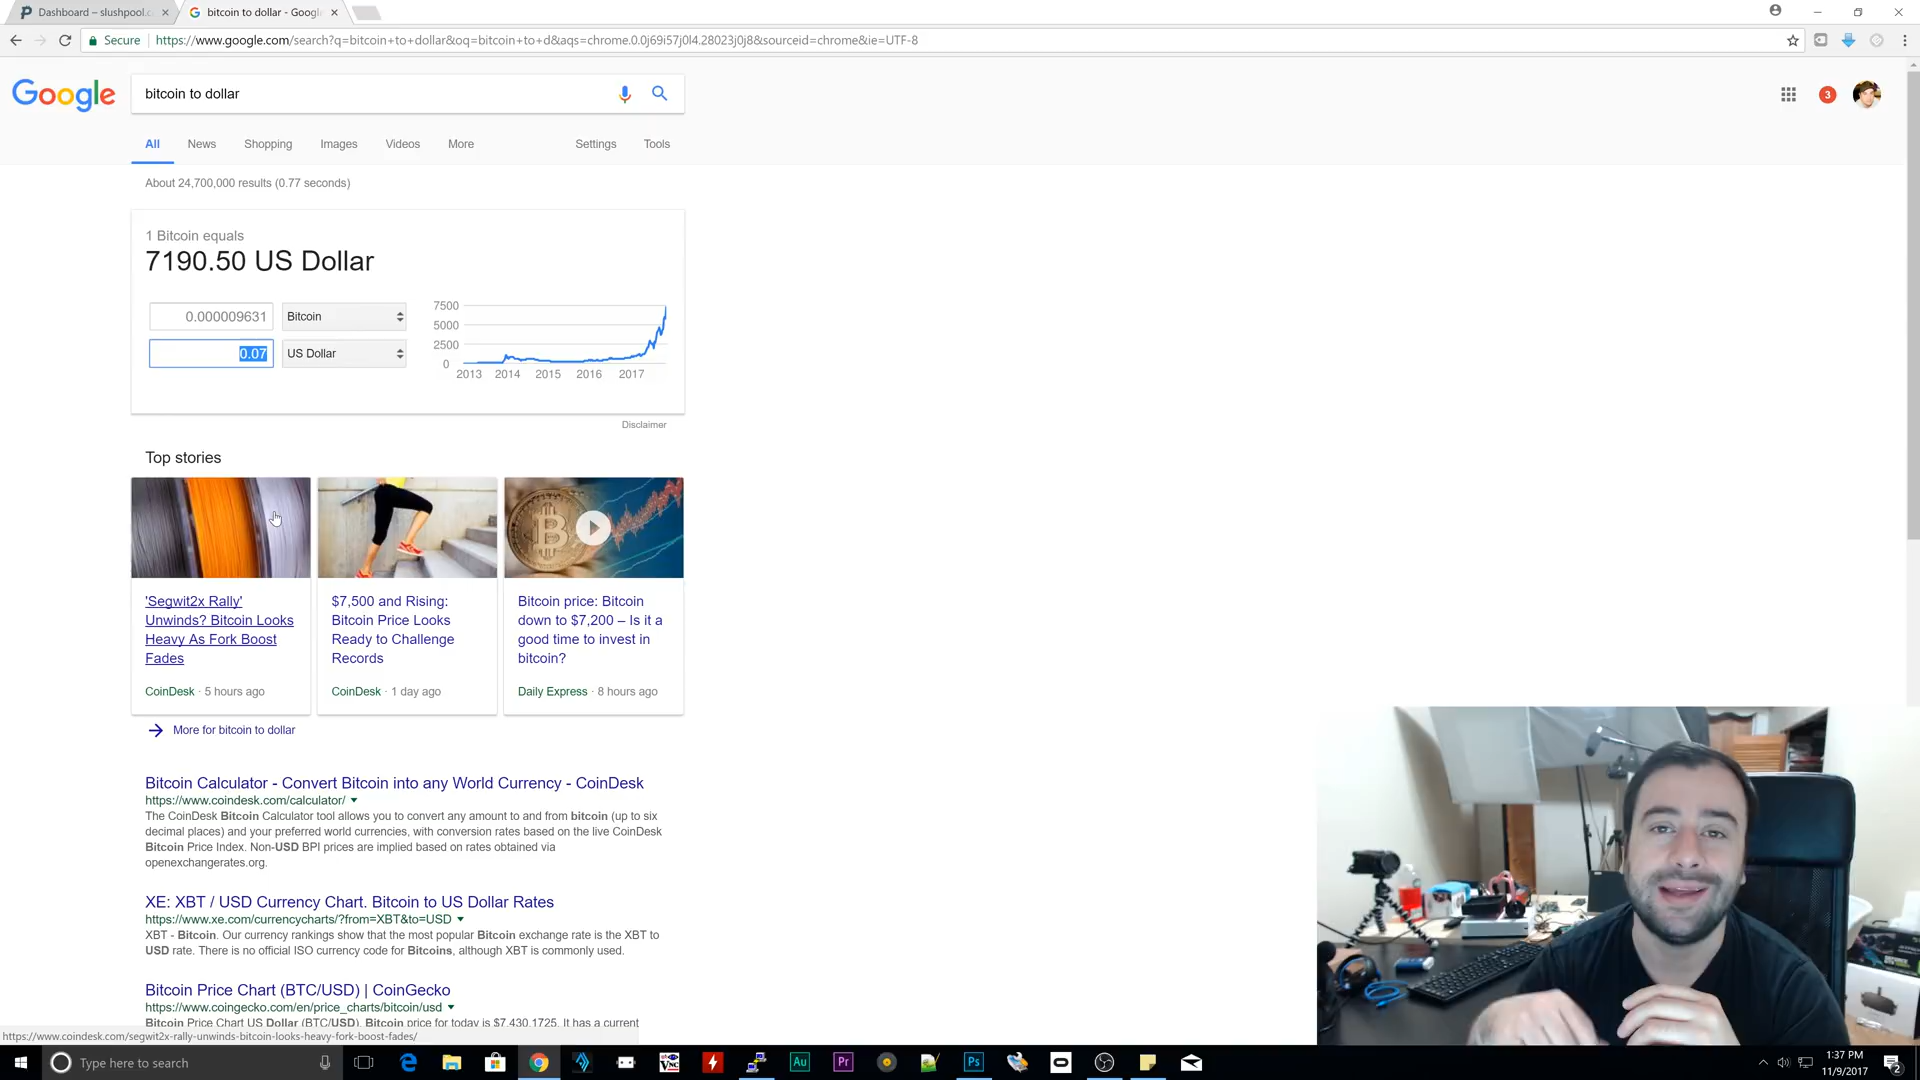 Dashboard – slushpool.c
bitcoin to dollar - Googl
Secure
https://www.google.com/search?q=bitcoin+to+dollar&oq=bitcoin+to+d&aqs=chrome.0.0j69i57j0l4.28023j0j8&sourceid=chrome&ie=UTF-8
Google
bitcoin to dollar
3
All
News
Shopping
Images
Videos
More
Settings
Tools
About 24,700,000 results (0.77 seconds)
1 Bitcoin equals
7190.50 US Dollar
0.000009631
Bitcoin
0.07
US Dollar
7500
5000
2500
0
2013
2014
2015
2016
2017
Disclaimer
Top stories
'Segwit2x Rally'
Unwinds? Bitcoin Looks
Heavy As Fork Boost
Fades
CoinDesk · 5 hours ago
$7,500 and Rising:
Bitcoin Price Looks
Ready to Challenge
Records
CoinDesk · 1 day ago
Bitcoin price: Bitcoin
down to $7,200 – Is it a
good time to invest in
bitcoin?
Daily Express · 8 hours ago
More for bitcoin to dollar
Bitcoin Calculator - Convert Bitcoin into any World Currency - CoinDesk
https://www.coindesk.com/calculator/
The CoinDesk Bitcoin Calculator tool allows you to convert any amount to and from bitcoin (up to six
decimal places) and your preferred world currencies, with conversion rates based on the live CoinDesk
Bitcoin Price Index. Non-USD BPI prices are implied based on rates obtained via
openexchangerates.org.
XE: XBT / USD Currency Chart. Bitcoin to US Dollar Rates
https://www.xe.com/currencycharts/?from=XBT&to=USD
XBT - Bitcoin. Our currency rankings show that the most popular Bitcoin exchange rate is the XBT to
USD rate. There is no official ISO currency code for Bitcoins, although XBT is commonly used.
Bitcoin Price Chart (BTC/USD) | CoinGecko
https://www.coingecko.com/en/price_charts/bitcoin/usd
Bitcoin Price Chart US Dollar (BTC/USD). Bitcoin price for today is $7,430.1725. It has a current
https://www.coindesk.com/segwit2x-rally-unwinds-bitcoin-looks-heavy-fork-boost-fades/
Type here to search
Au
Pr
Ps
1:37 PM
11/9/2017
2